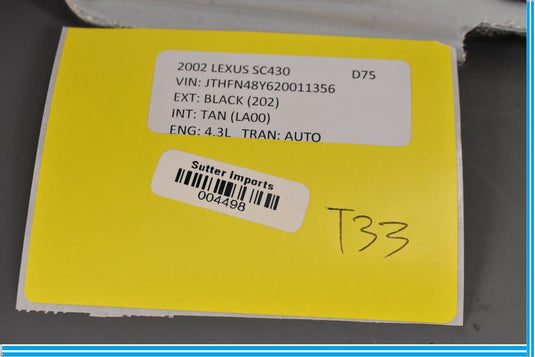 2002 LEXUS SC430 D75
VIN: JTHFN48Y620011356
EXT: BLACK (202)
INT: TAN (LA00)
ENG: 4.3L TRAN: AUTO
Sutter Imports
004498
T33